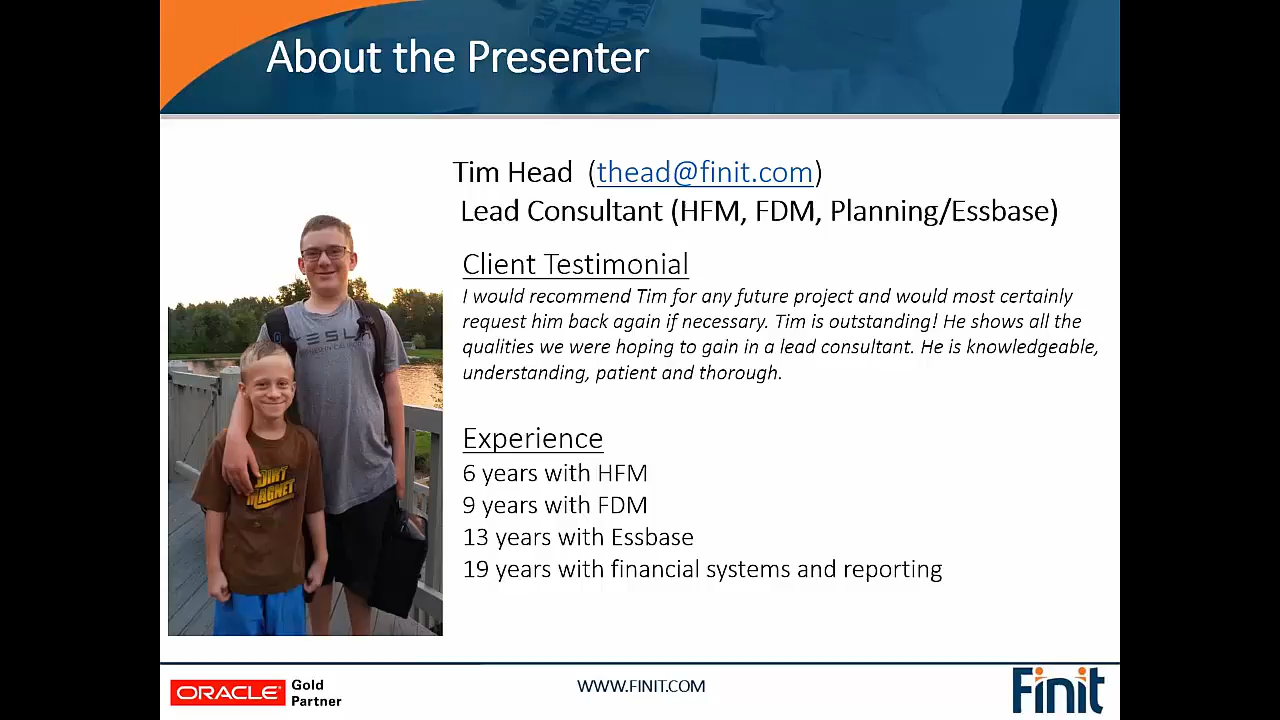 About the Presenter
Tim Head (thead@finit.com)
Lead Consultant (HFM, FDM, Planning/Essbase)
Client Testimonial
I would recommend Tim for any future project and would most certainly
request him back again if necessary. Tim is outstanding! He shows all the
qualities we were hoping to gain in a lead consultant. He is knowledgeable,
understanding, patient and thorough.
Experience
6 years with HFM
9 years with FDM
13 years with Essbase
19 years with financial systems and reporting
DIRT
MAGNET
ORACLE Gold
Partner
WWW.FINIT.COM
Finit